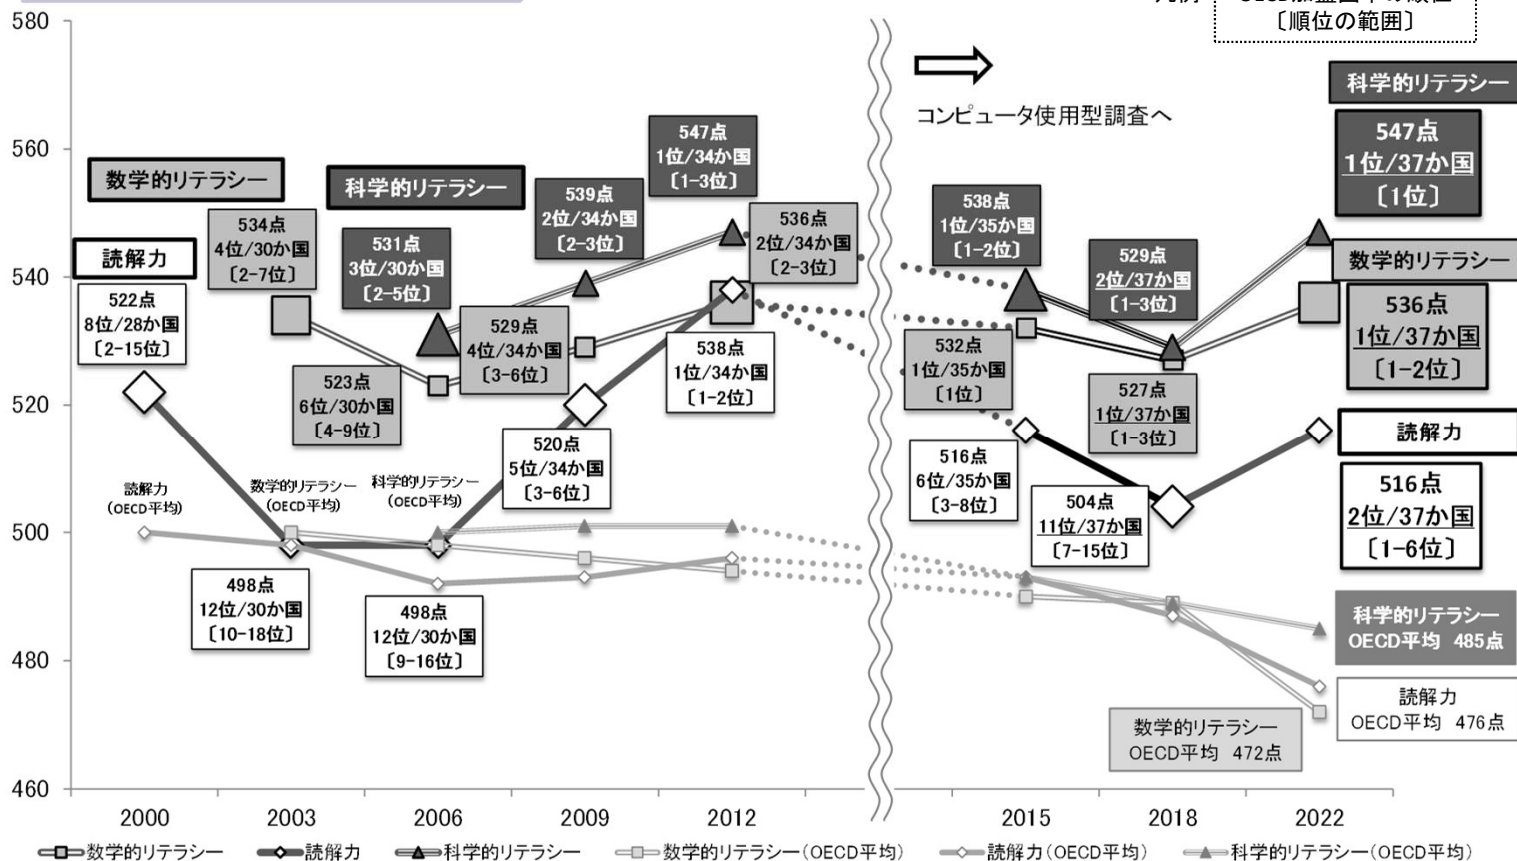 〔順位の範囲〕
580
560
540
520
500
480
460
コンピュータ使用型調査へ
数学的リテラシー
科学的リテラシー
読解力
522点
8位/28か国
〔2-15位〕
534点
4位/30か国
〔2-7位〕
498点
12位/30か国
〔10-18位〕
531点
3位/30か国
〔2-5位〕
523点
6位/30か国
〔4-9位〕
498点
12位/30か国
〔9-16位〕
539点
2位/34か国
〔2-3位〕
529点
4位/34か国
〔3-6位〕
520点
5位/34か国
〔3-6位〕
547点
1位/34か国
〔1-3位〕
536点
2位/34か国
〔2-3位〕
538点
1位/34か国
〔1-2位〕
538点
1位/35か国
〔1-2位〕
532点
1位/35か国
〔1位〕
516点
6位/35か国
〔3-8位〕
529点
2位/37か国
〔1-3位〕
527点
1位/37か国
〔1-3位〕
504点
11位/37か国
〔7-15位〕
科学的リテラシー
547点
1位/37か国
〔1位〕
数学的リテラシー
536点
1位/37か国
〔1-2位〕
読解力
516点
2位/37か国
〔1-6位〕
読解力
(OECD平均)
数学的リテラシー
(OECD平均)
科学的リテラシー
(OECD平均)
科学的リテラシー
OECD平均 485点
読解力
OECD平均 476点
数学的リテラシー
OECD平均 472点
2000
2003
2006
2009
2012
2015
2018
2022
数学的リテラシー
読解力
科学的リテラシー
数学的リテラシー(OECD平均)
読解力(OECD平均)
科学的リテラシー(OECD平均)